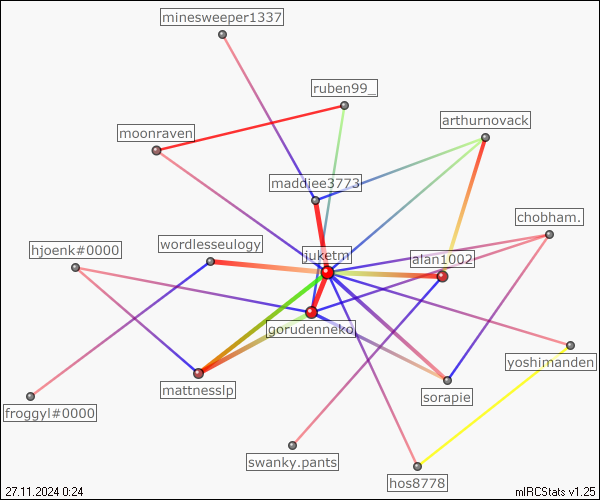 minesweeper1337
ruben99_
arthurnovack
moonraven
maddjee3773
chobham.
wordlesseulogy
hjoenk#0000
juketm
alan1002
gorudenneko
yoshimanden
mattnesslp
sorapie
froggyl#0000
swanky.pants
hos8778
27.11.2024 0:24
mIRCStats v1.25